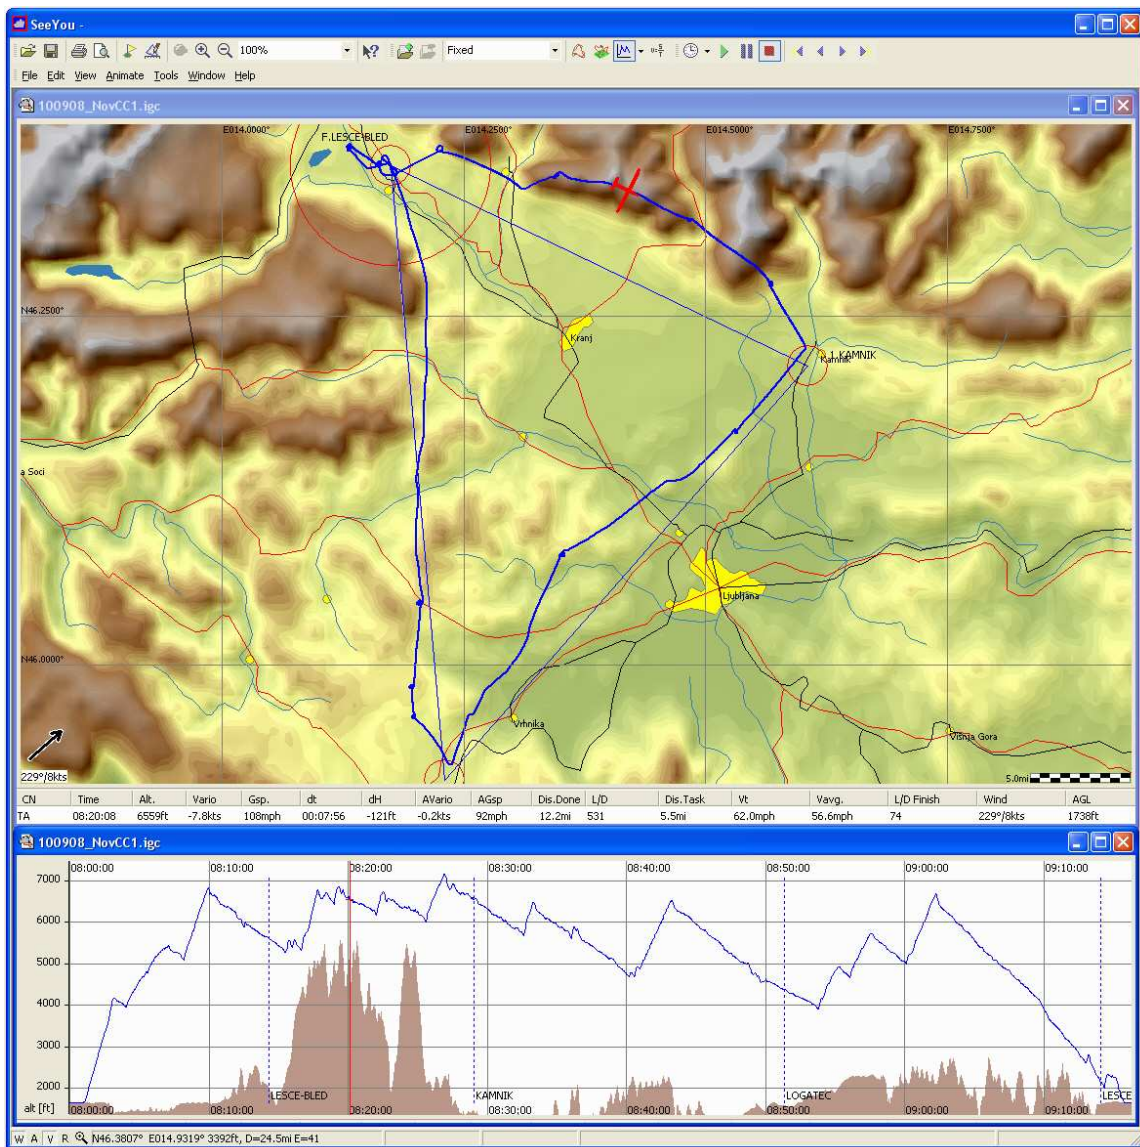 SeeYou -
100%
Fixed
File Edit View Animate Tools Window Help
100908_NovCC1.igc
E014.0000° E014.2500° E014.5000° E014.7500°
F.LESCE-BLED
N46.2500°
Kranj
1.KAMNIK
Kamnik
a Soci
Ljubljana
N46.0000°
Vrhnika
Visnja Gora
229°/8kts
5.0mi
CN Time Alt. Vario Gsp. dt dH AVario AGsp Dis.Done L/D Dis.Task Vt Vavg. L/D Finish Wind AGL
TA 08:20:08 6559ft -7.8kts 108mph 00:07:56 -121ft -0.2kts 92mph 12.2mi 531 5.5mi 62.0mph 56.6mph 74 229°/8kts 1738ft
100908_NovCC1.igc
08:00:00 08:10:00 08:20:00 08:30:00 08:40:00 08:50:00 09:00:00 09:10:00
7000
6000
5000
4000
3000
2000
LESCE-BLED KAMNIK LOGATEC LESCE
alt [ft] 08:00:00 08:10:00 08:20:00 08:30:00 08:40:00 08:50:00 09:00:00 09:10:00
W A V R N46.3807° E014.9319° 3392ft, D=24.5mi E=41